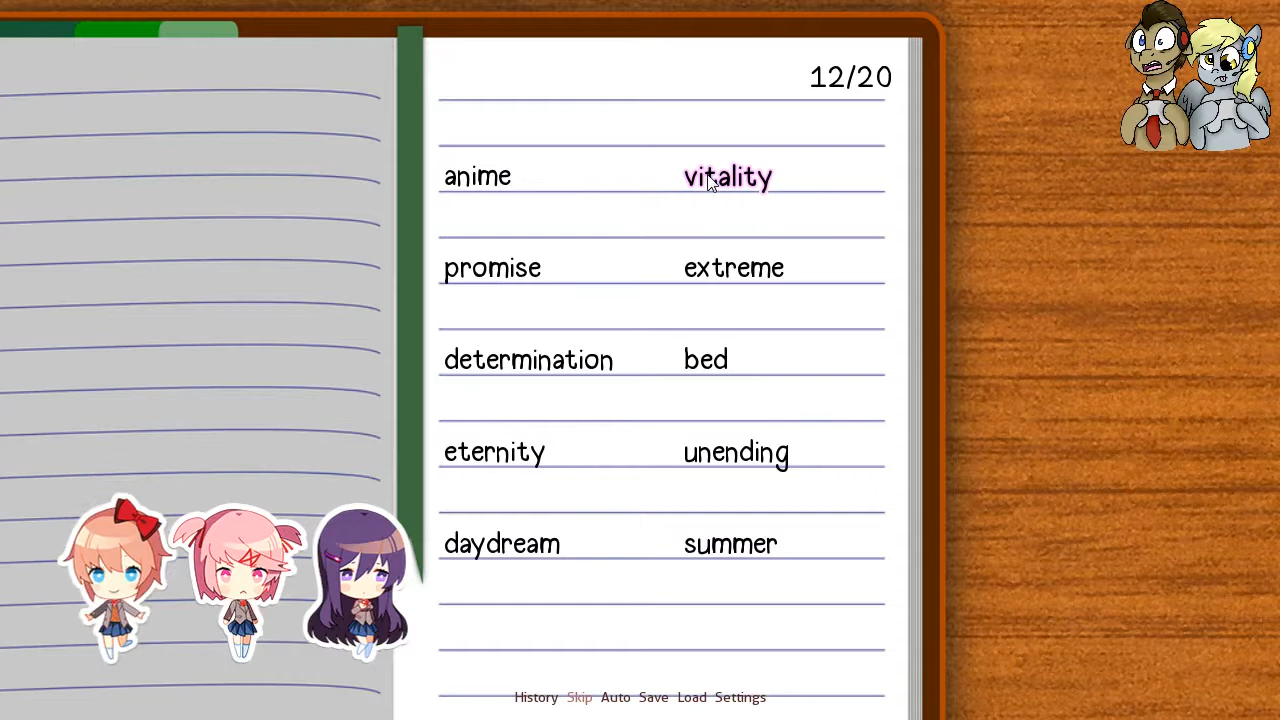 12/20
anime vitality
promise extreme
determination bed
eternity unending
daydream summer
History Skip Auto Save Load Settings